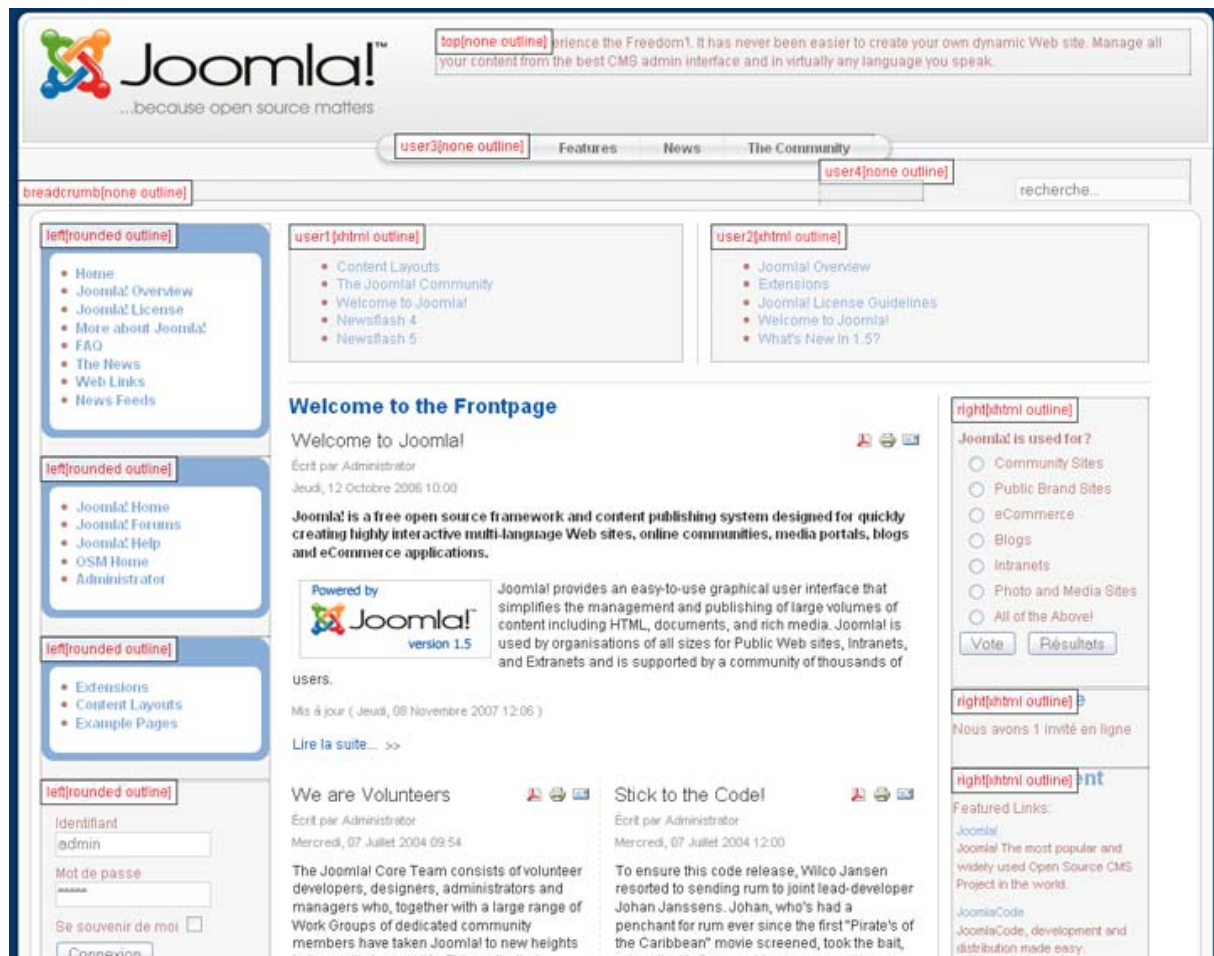 Joomla!™
...because open source matters
top[none outline] erience the Freedom'!. It has never been easier to create your own dynamic Web site. Manage all
your content from the best CMS admin interface and in virtually any language you speak.
user3[none outline] Features News The Community
user4[none outline]
breadcrumb[none outline]
recherche...
left[rounded outline]
Home
Joomla! Overview
Joomla! License
More about Joomla!
FAQ
The News
Web Links
News Feeds
left[rounded outline]
Joomla! Home
Joomla! Forums
Joomla! Help
OSM Home
Administrator
left[rounded outline]
Extensions
Content Layouts
Example Pages
left[rounded outline]
Identifiant
admin
Mot de passe
Se souvenir de moi
Connexion
user1[xhtml outline]
Content Layouts
The Joomla! Community
Welcome to Joomla!
Newsflash 4
Newsflash 5
user2[xhtml outline]
Joomla! Overview
Extensions
Joomla! License Guidelines
Welcome to Joomla!
What's New In 1.5?
Welcome to the Frontpage
Welcome to Joomla!
Écrit par Administrator
Jeudi, 12 Octobre 2006 10:00
Joomla! is a free open source framework and content publishing system designed for quickly
creating highly interactive multi-language Web sites, online communities, media portals, blogs
and eCommerce applications.
Powered by
Joomla!™
version 1.5
Joomla! provides an easy-to-use graphical user interface that
simplifies the management and publishing of large volumes of
content including HTML, documents, and rich media. Joomla! is
used by organisations of all sizes for Public Web sites, Intranets,
and Extranets and is supported by a community of thousands of
users.
Mis à jour ( Jeudi, 08 Novembre 2007 12:06 )
Lire la suite... >>
We are Volunteers
Écrit par Administrator
Mercredi, 07 Juillet 2004 09:54
The Joomla! Core Team consists of volunteer
developers, designers, administrators and
managers who, together with a large range of
Work Groups of dedicated community
members have taken Joomla! to new heights
Stick to the Code!
Écrit par Administrator
Mercredi, 07 Juillet 2004 12:00
To ensure this code release, Wilco Jansen
resorted to sending rum to joint lead-developer
Johan Janssens. Johan, who's had a
penchant for rum ever since the first "Pirate's of
the Caribbean" movie screened, took the bait,
right[xhtml outline]
Joomla! is used for?
Community Sites
Public Brand Sites
eCommerce
Blogs
Intranets
Photo and Media Sites
All of the Above!
Vote Résultats
right[xhtml outline] e
Nous avons 1 invité en ligne
right[xhtml outline] ent
Featured Links:
Joomla!
Joomla! The most popular and
widely used Open Source CMS
Project in the world.
JoomlaCode
JoomlaCode, development and
distribution made easy.